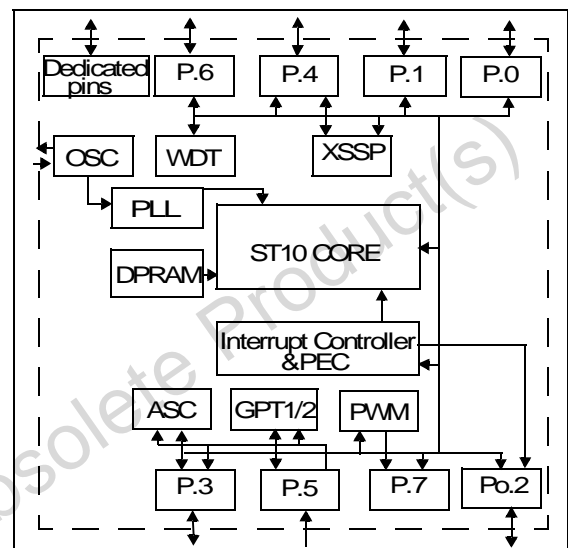 Dedicated
pins
P.6
P.4
P.1
P.0
OSC
WDT
XSSP
PLL
ST10 CORE
DPRAM
Interrupt Controller
&PEC
ASC
GPT1/2
PWM
P.3
P.5
P.7
Po.2
bsolete Product(s)